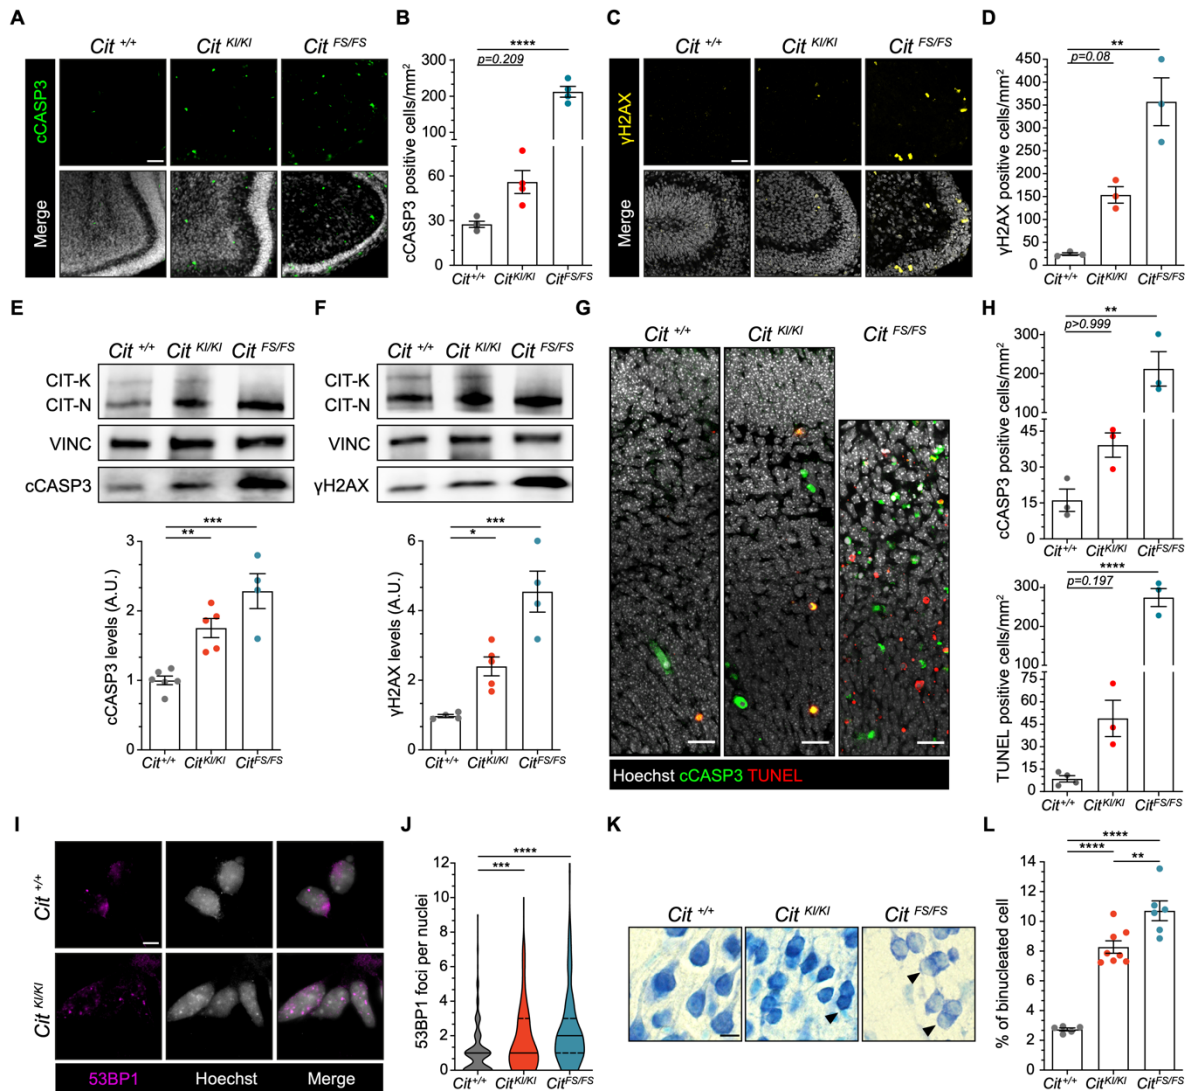 A
Cit +/+
Cit KI/KI
Cit FS/FS
cCASP3
Merge
B
****
p=0.209
cCASP3 positive cells/mm2
300
200
100
60
30
0
Cit+/+
CitKI/KI
CitFS/FS
C
Cit +/+
Cit KI/KI
Cit FS/FS
γH2AX
Merge
D
**
p=0.08
γH2AX positive cells/mm2
450
400
350
300
250
200
150
100
50
0
Cit+/+
CitKI/KI
CitFS/FS
E
Cit +/+
Cit KI/KI
Cit FS/FS
CIT-K
CIT-N
VINC
cCASP3
***
**
cCASP3 levels (A.U.)
3
2
1
0
Cit+/+
CitKI/KI
CitFS/FS
F
Cit +/+
Cit KI/KI
Cit FS/FS
CIT-K
CIT-N
VINC
γH2AX
***
*
γH2AX levels (A.U.)
6
4
2
0
Cit+/+
CitKI/KI
CitFS/FS
G
Cit +/+
Cit KI/KI
Cit FS/FS
Hoechst cCASP3 TUNEL
H
**
p>0.999
cCASP3 positive cells/mm2
300
200
100
45
30
15
0
Cit+/+
CitKI/KI
CitFS/FS
****
p=0.197
TUNEL positive cells/mm2
300
200
100
75
60
45
30
15
0
Cit+/+
CitKI/KI
CitFS/FS
I
Cit +/+
Cit KI/KI
53BP1
Hoechst
Merge
J
****
***
53BP1 foci per nuclei
12
10
8
6
4
2
0
Cit+/+
CitKI/KI
CitFS/FS
K
Cit +/+
Cit KI/KI
Cit FS/FS
L
****
****
**
% of binucleated cell
16
14
12
10
8
6
4
2
0
Cit+/+
CitKI/KI
CitFS/FS